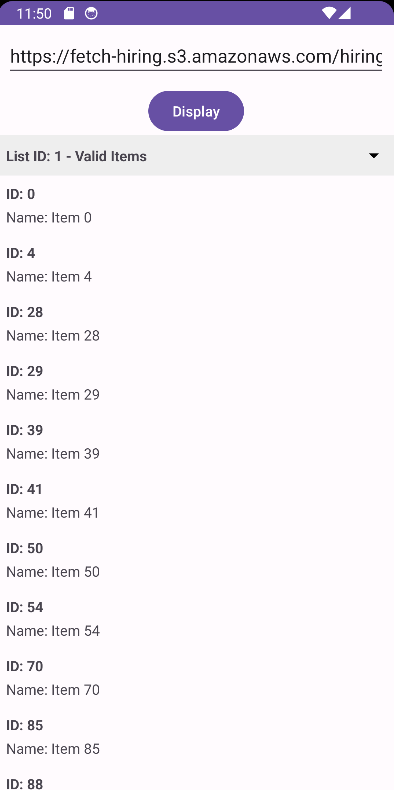 11:50
https://fetch-hiring.s3.amazonaws.com/hiring
Display
List ID: 1 - Valid Items
ID: 0
Name: Item 0
ID: 4
Name: Item 4
ID: 28
Name: Item 28
ID: 29
Name: Item 29
ID: 39
Name: Item 39
ID: 41
Name: Item 41
ID: 50
Name: Item 50
ID: 54
Name: Item 54
ID: 70
Name: Item 70
ID: 85
Name: Item 85
ID: 88